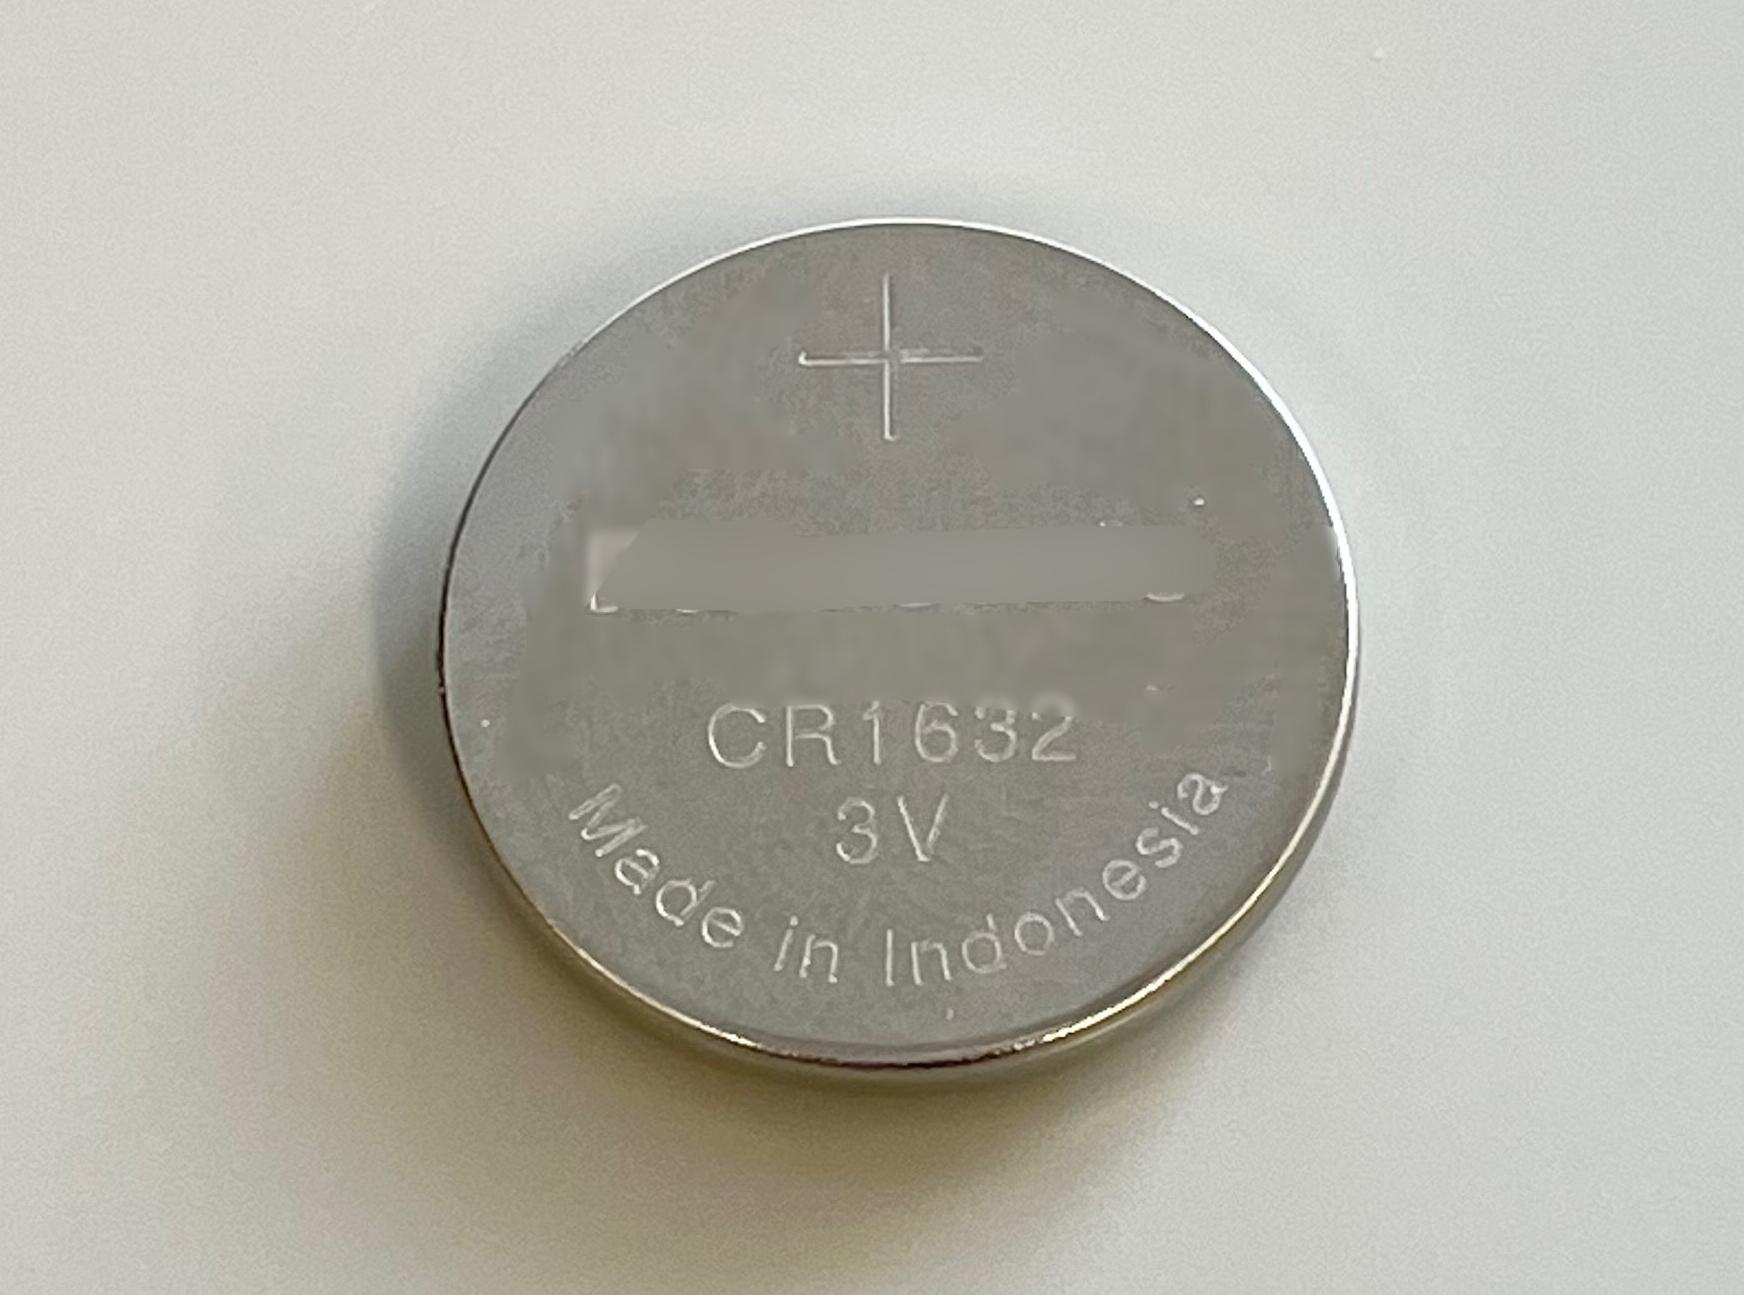 +
CR1632
3V
Made in Indonesia